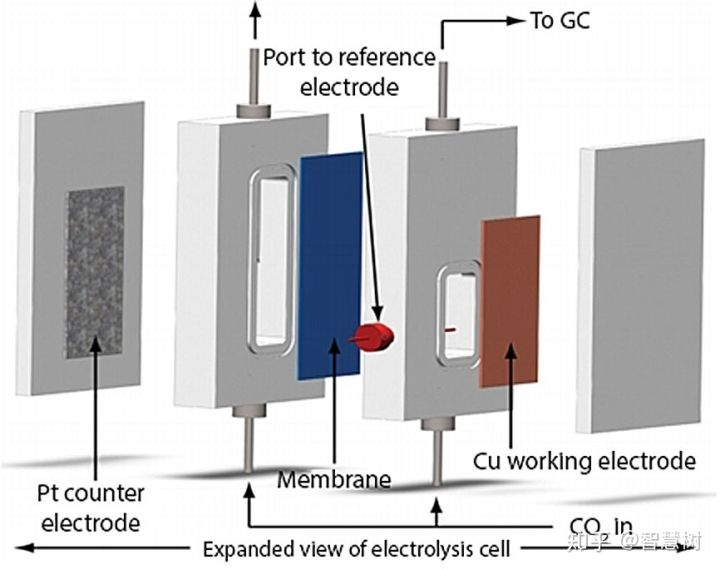 To GC
Port to reference
electrode
Membrane
Cu working electrode
Pt counter
electrode
CO₂ in
Expanded view of electrolysis cell
知乎 @智慧树